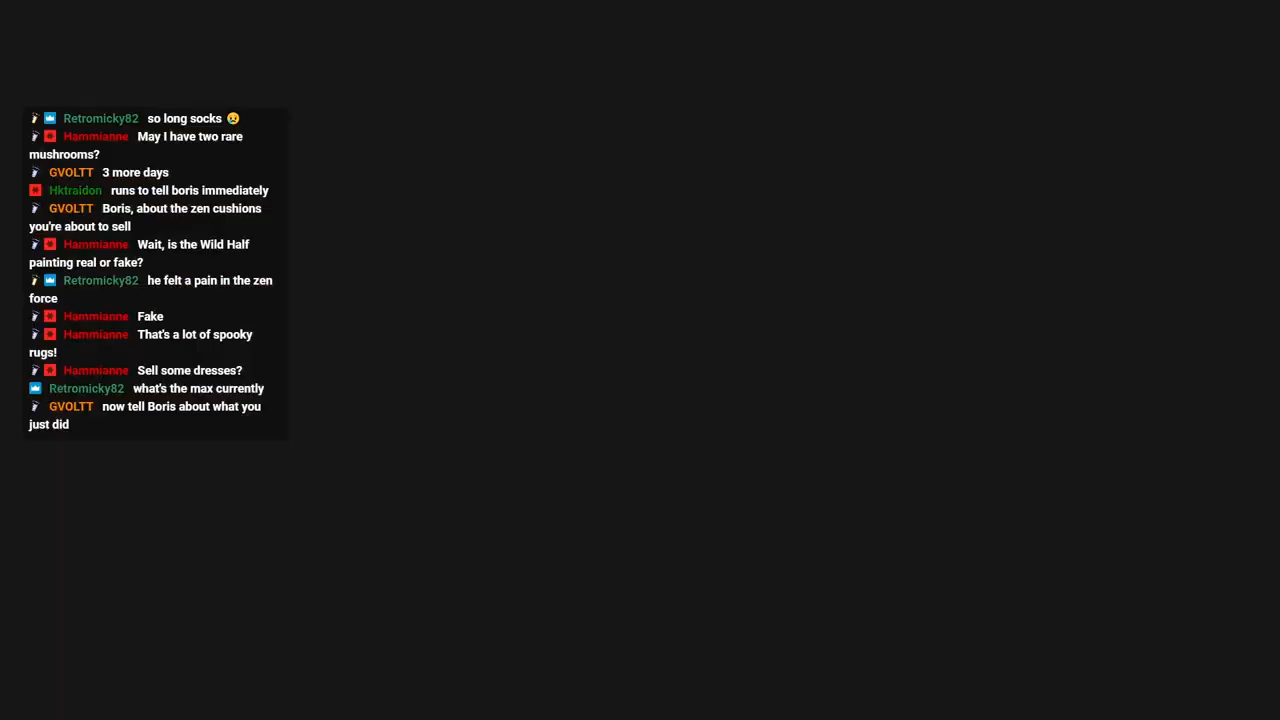 Retromicky82 so long socks 😢
Hammianne May I have two rare
mushrooms?
GVOLTT 3 more days
Hktraidon runs to tell boris immediately
GVOLTT Boris, about the zen cushions
you're about to sell
Hammianne Wait, is the Wild Half
painting real or fake?
Retromicky82 he felt a pain in the zen
force
Hammianne Fake
Hammianne That's a lot of spooky
rugs!
Hammianne Sell some dresses?
Retromicky82 what's the max currently
GVOLTT now tell Boris about what you
just did